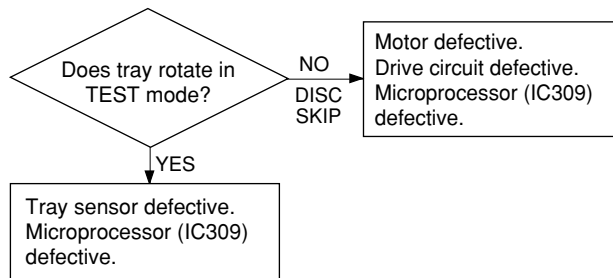 Does tray rotate in
TEST mode?
NO
DISC
SKIP
Motor defective.
Drive circuit defective.
Microprocessor (IC309)
defective.
YES
Tray sensor defective.
Microprocessor (IC309)
defective.